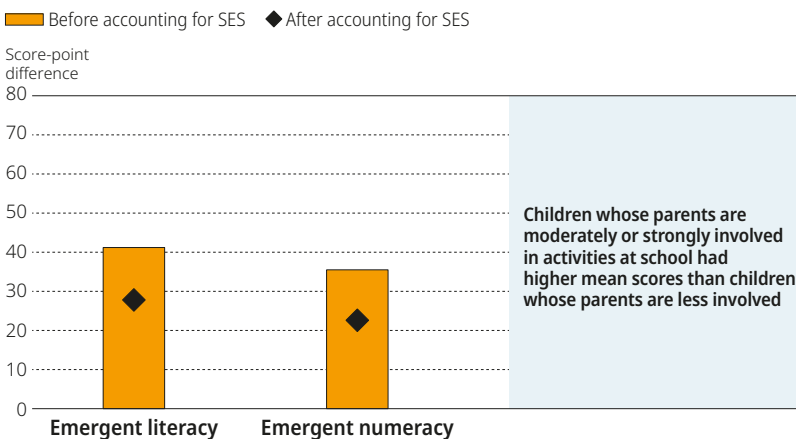 Before accounting for SES After accounting for SES
Score-point
difference
80
70
60
50
40
30
20
10
0
Children whose parents are
moderately or strongly involved
in activities at school had
higher mean scores than children
whose parents are less involved
Emergent literacy Emergent numeracy